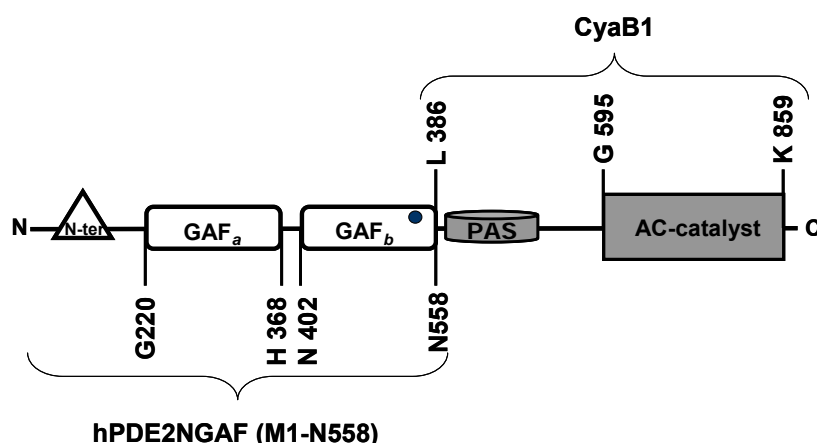 CyaB1
L 386
G 595
K 859
N
N-ter
GAFa
GAFb
PAS
AC-catalyst
C
G220
H 368
N 402
N558
hPDE2NGAF (M1-N558)